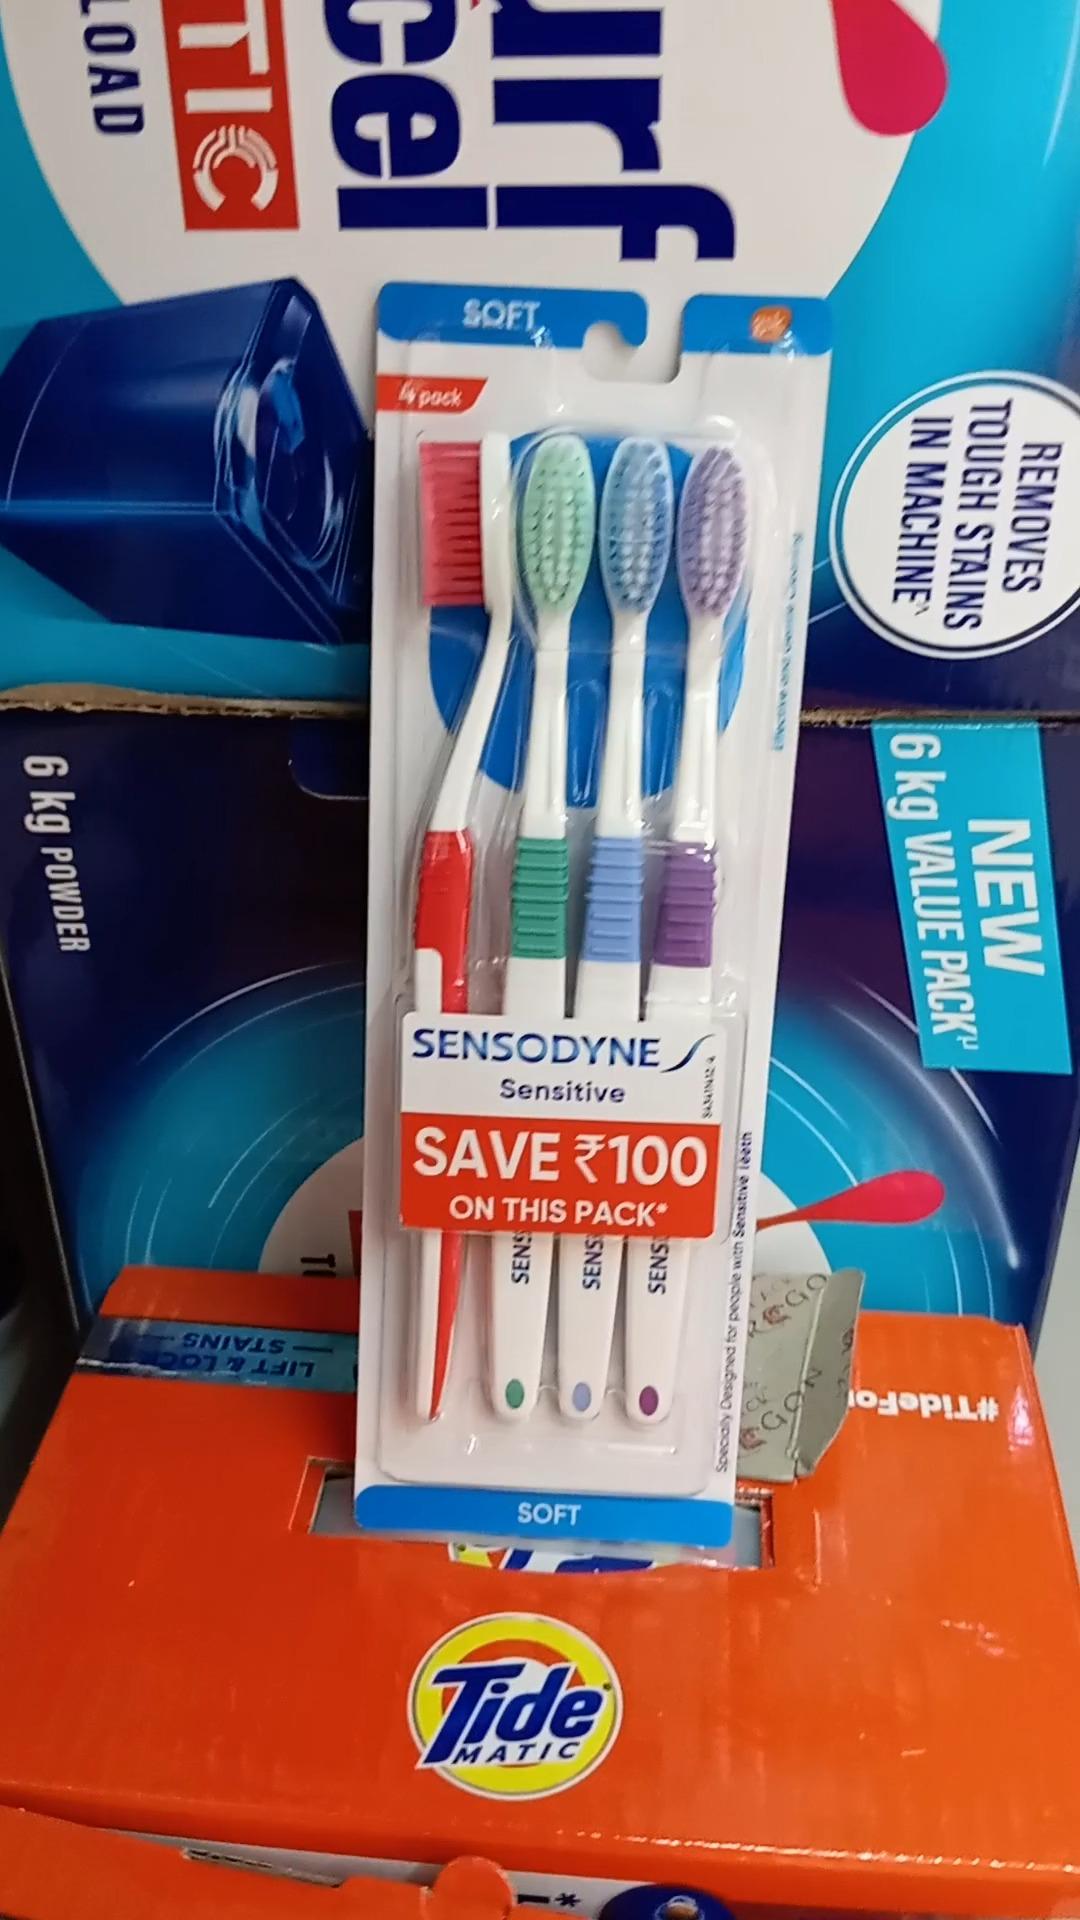 LOAD
TIC
cel
urf
SOFT
gsk
4 pack
REMOVES
TOUGH STAINS
IN MACHINE^
6 kg POWDER
NEW
6 kg VALUE PACK
SENSODYNE
Sensitive
SAVE ₹100
ON THIS PACK*
SENS
SENS
SENS
Specially Designed for people with Sensitive Teeth
LIFT & LOCK
STAINS
#TideFo
SOFT
Tide
MATIC